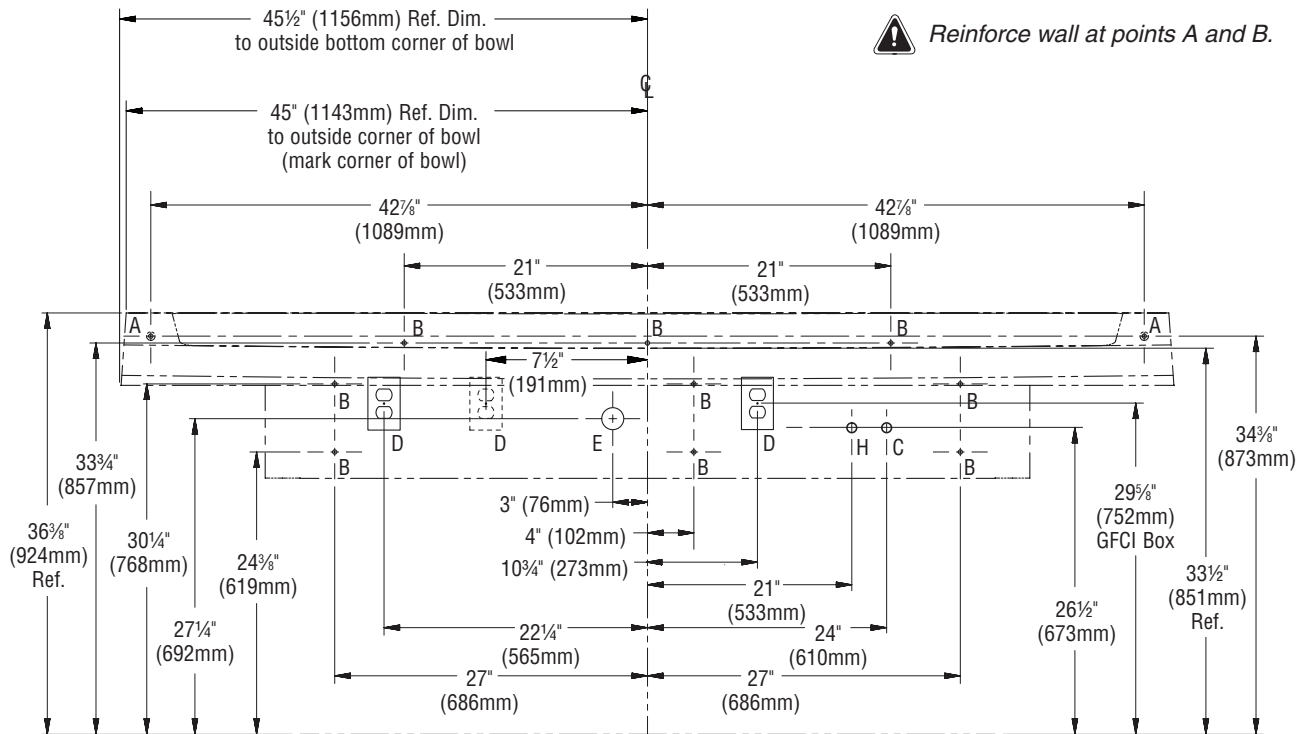 45½" (1156mm) Ref. Dim.
to outside bottom corner of bowl
Reinforce wall at points A and B.
℄
45" (1143mm) Ref. Dim.
to outside corner of bowl
(mark corner of bowl)
42⅞"
(1089mm)
42⅞"
(1089mm)
21"
(533mm)
21"
(533mm)
A
B
B
B
A
7½"
(191mm)
B
B
B
D
D
E
D
H
C
B
B
B
33¾"
(857mm)
36⅜"
(924mm)
Ref.
30¼"
(768mm)
24⅜"
(619mm)
27¼"
(692mm)
3" (76mm)
4" (102mm)
10¾" (273mm)
21"
(533mm)
22¼"
(565mm)
24"
(610mm)
27"
(686mm)
27"
(686mm)
34⅜"
(873mm)
29⅝"
(752mm)
GFCI Box
33½"
(851mm)
Ref.
26½"
(673mm)